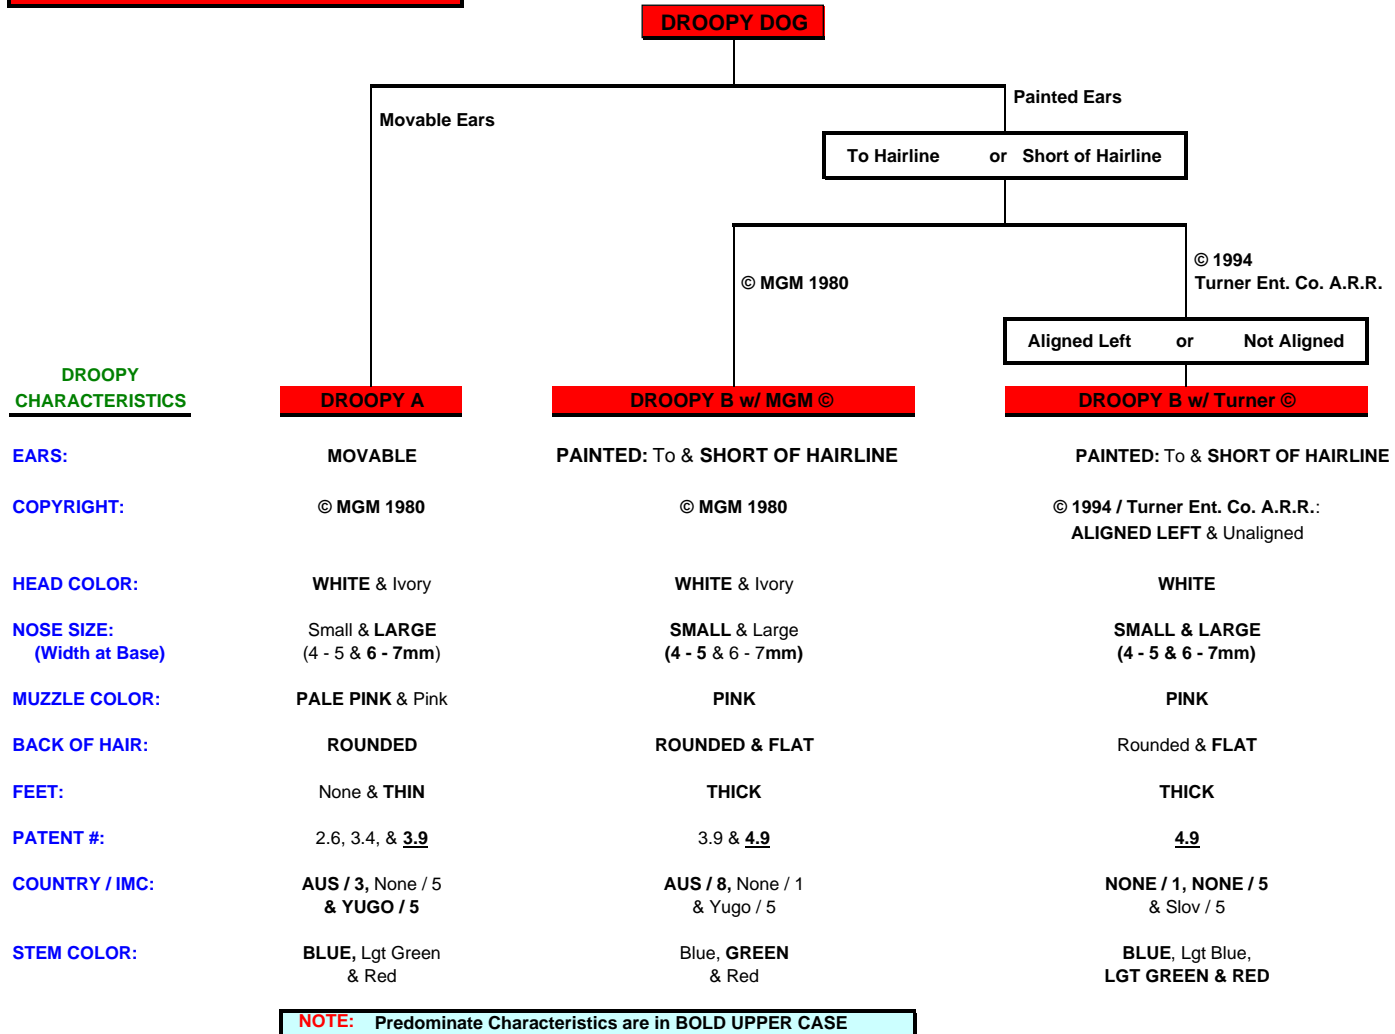 DROOPY DOG
Painted Ears
Movable Ears
To Hairline or Short of Hairline
© 1994
© MGM 1980 Turner Ent. Co. A.R.R.
Aligned Left or Not Aligned
DROOPY
CHARACTERISTICS DROOPY A DROOPY B w/ MGM © DROOPY B w/ Turner ©
EARS: MOVABLE PAINTED: To & SHORT OF HAIRLINE PAINTED: To & SHORT OF HAIRLINE
COPYRIGHT: © MGM 1980 © MGM 1980 © 1994 / Turner Ent. Co. A.R.R.:
ALIGNED LEFT & Unaligned
HEAD COLOR: WHITE & Ivory WHITE & Ivory WHITE
NOSE SIZE: Small & LARGE SMALL & Large SMALL & LARGE
(Width at Base) (4 - 5 & 6 - 7mm) (4 - 5 & 6 - 7mm) (4 - 5 & 6 - 7mm)
MUZZLE COLOR: PALE PINK & Pink PINK PINK
BACK OF HAIR: ROUNDED ROUNDED & FLAT Rounded & FLAT
FEET: None & THIN THICK THICK
PATENT #: 2.6, 3.4, & 3.9 3.9 & 4.9 4.9
COUNTRY / IMC: AUS / 3, None / 5 AUS / 8, None / 1 NONE / 1, NONE / 5
& YUGO / 5 & Yugo / 5 & Slov / 5
STEM COLOR: BLUE, Lgt Green Blue, GREEN BLUE, Lgt Blue,
& Red & Red LGT GREEN & RED
NOTE: Predominate Characteristics are in BOLD UPPER CASE